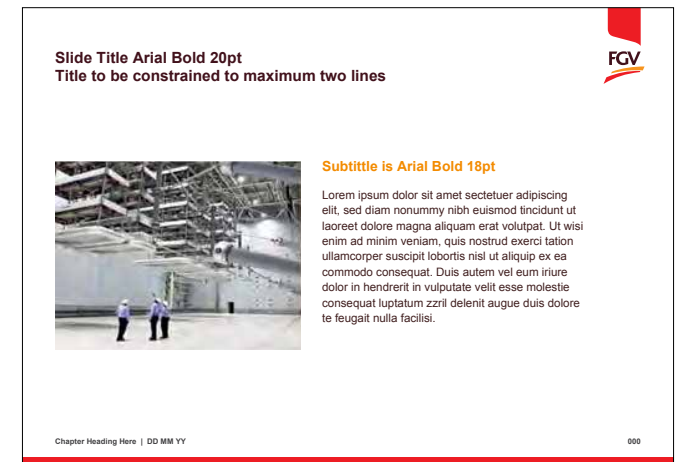 Slide Title Arial Bold 20pt
Title to be constrained to maximum two lines
FGV
Subtittle is Arial Bold 18pt
Lorem ipsum dolor sit amet sectetuer adipiscing
elit, sed diam nonummy nibh euismod tincidunt ut
laoreet dolore magna aliquam erat volutpat. Ut wisi
enim ad minim veniam, quis nostrud exerci tation
ullamcorper suscipit lobortis nisl ut aliquip ex ea
commodo consequat. Duis autem vel eum iriure
dolor in hendrerit in vulputate velit esse molestie
consequat luptatum zzril delenit augue duis dolore
te feugait nulla facilisi.
Chapter Heading Here | DD MM YY
000